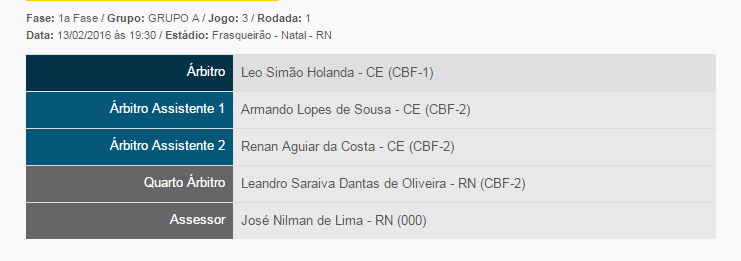 Fase: 1a Fase / Grupo: GRUPO A / Jogo: 3 / Rodada: 1
Data: 13/02/2016 às 19:30 / Estádio: Frasqueirão - Natal - RN
Árbitro Leo Simão Holanda - CE (CBF-1)
Árbitro Assistente 1 Armando Lopes de Sousa - CE (CBF-2)
Árbitro Assistente 2 Renan Aguiar da Costa - CE (CBF-2)
Quarto Árbitro Leandro Saraiva Dantas de Oliveira - RN (CBF-2)
Assessor José Nilman de Lima - RN (000)